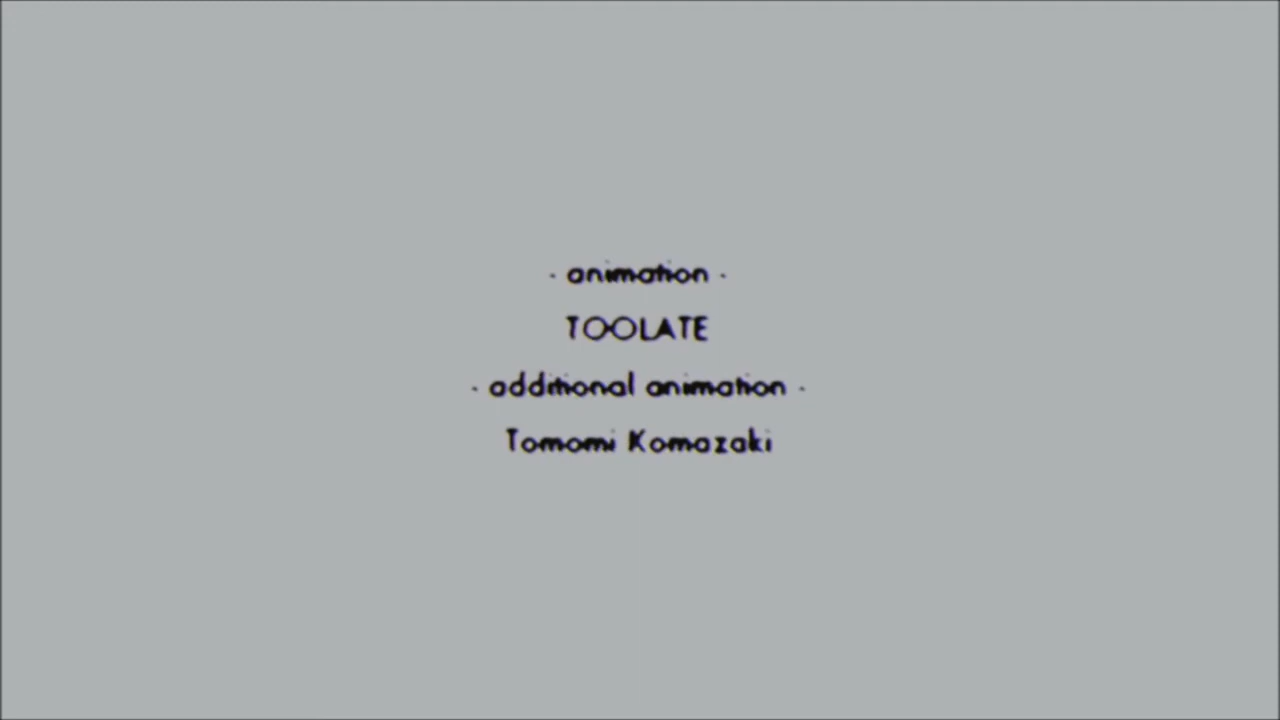 · animation ·
TOOLATE
· additional animation ·
Tomomi Komazaki